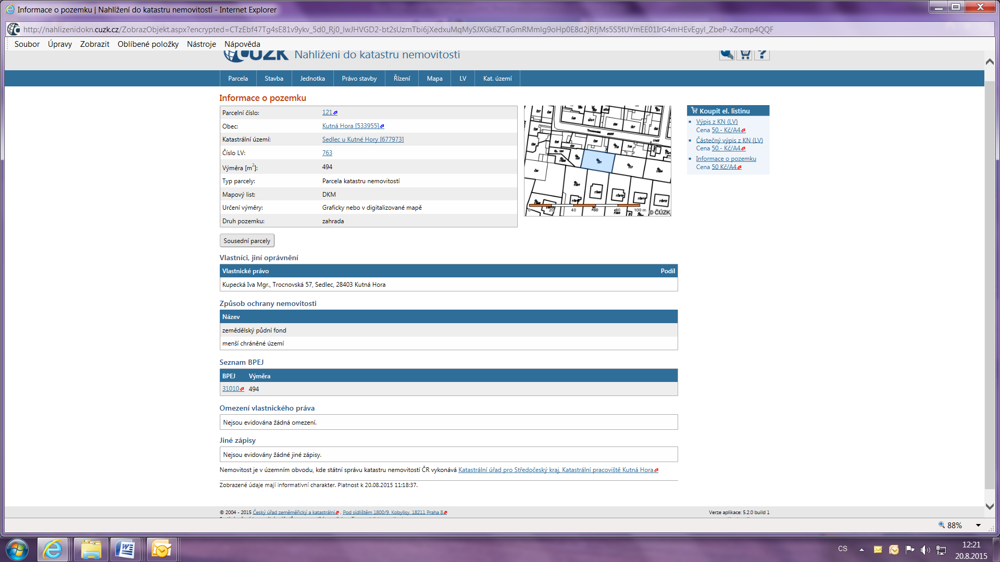 Informace o pozemku | Nahlížení do katastru nemovitostí - Internet Explorer
Soubor Úpravy Zobrazit Oblíbené položky Nástroje Nápověda
ČÚZK Nahlížení do katastru nemovitostí
Parcela Stavba Jednotka Právo stavby Řízení Mapa LV Kat. území
Informace o pozemku
Parcelní číslo: 121
Obec: Kutná Hora [533955]
Katastrální území: Sedlec u Kutné Hory [677973]
Číslo LV: 763
Výměra [m2]: 494
Typ parcely: Parcela katastru nemovitostí
Mapový list: DKM
Určení výměry: Graficky nebo v digitalizované mapě
Druh pozemku: zahrada
Trocnovská
0 20 40 60 80 100 m
© ČÚZK
Koupit el. listinu
Výpis z KN (LV)
Cena 50,- Kč/A4
Částečný výpis z KN (LV)
Cena 50,- Kč/A4
Informace o pozemku
Cena 50 Kč/A4
Sousední parcely
Vlastníci, jiní oprávnění
Vlastnické právo Podíl
Kupecká Iva Mgr., Trocnovská 57, Sedlec, 28403 Kutná Hora
Způsob ochrany nemovitosti
Název
zemědělský půdní fond
menší chráněné území
Seznam BPEJ
BPEJ Výměra
31010 494
Omezení vlastnického práva
Nejsou evidována žádná omezení.
Jiné zápisy
Nejsou evidovány žádné jiné zápisy.
Nemovitost je v územním obvodu, kde státní správu katastru nemovitostí ČR vykonává Katastrální úřad pro Středočeský kraj, Katastrální pracoviště Kutná Hora
Zobrazené údaje mají informativní charakter. Platnost k 20.08.2015 11:18:37.
© 2004 - 2015 Český úřad zeměměřický a katastrální , Pod sídlištěm 1800/9, Kobylisy, 18211 Praha 8
Verze aplikace: 5.2.0 build 1
88%
CS
12:21
20.8.2015